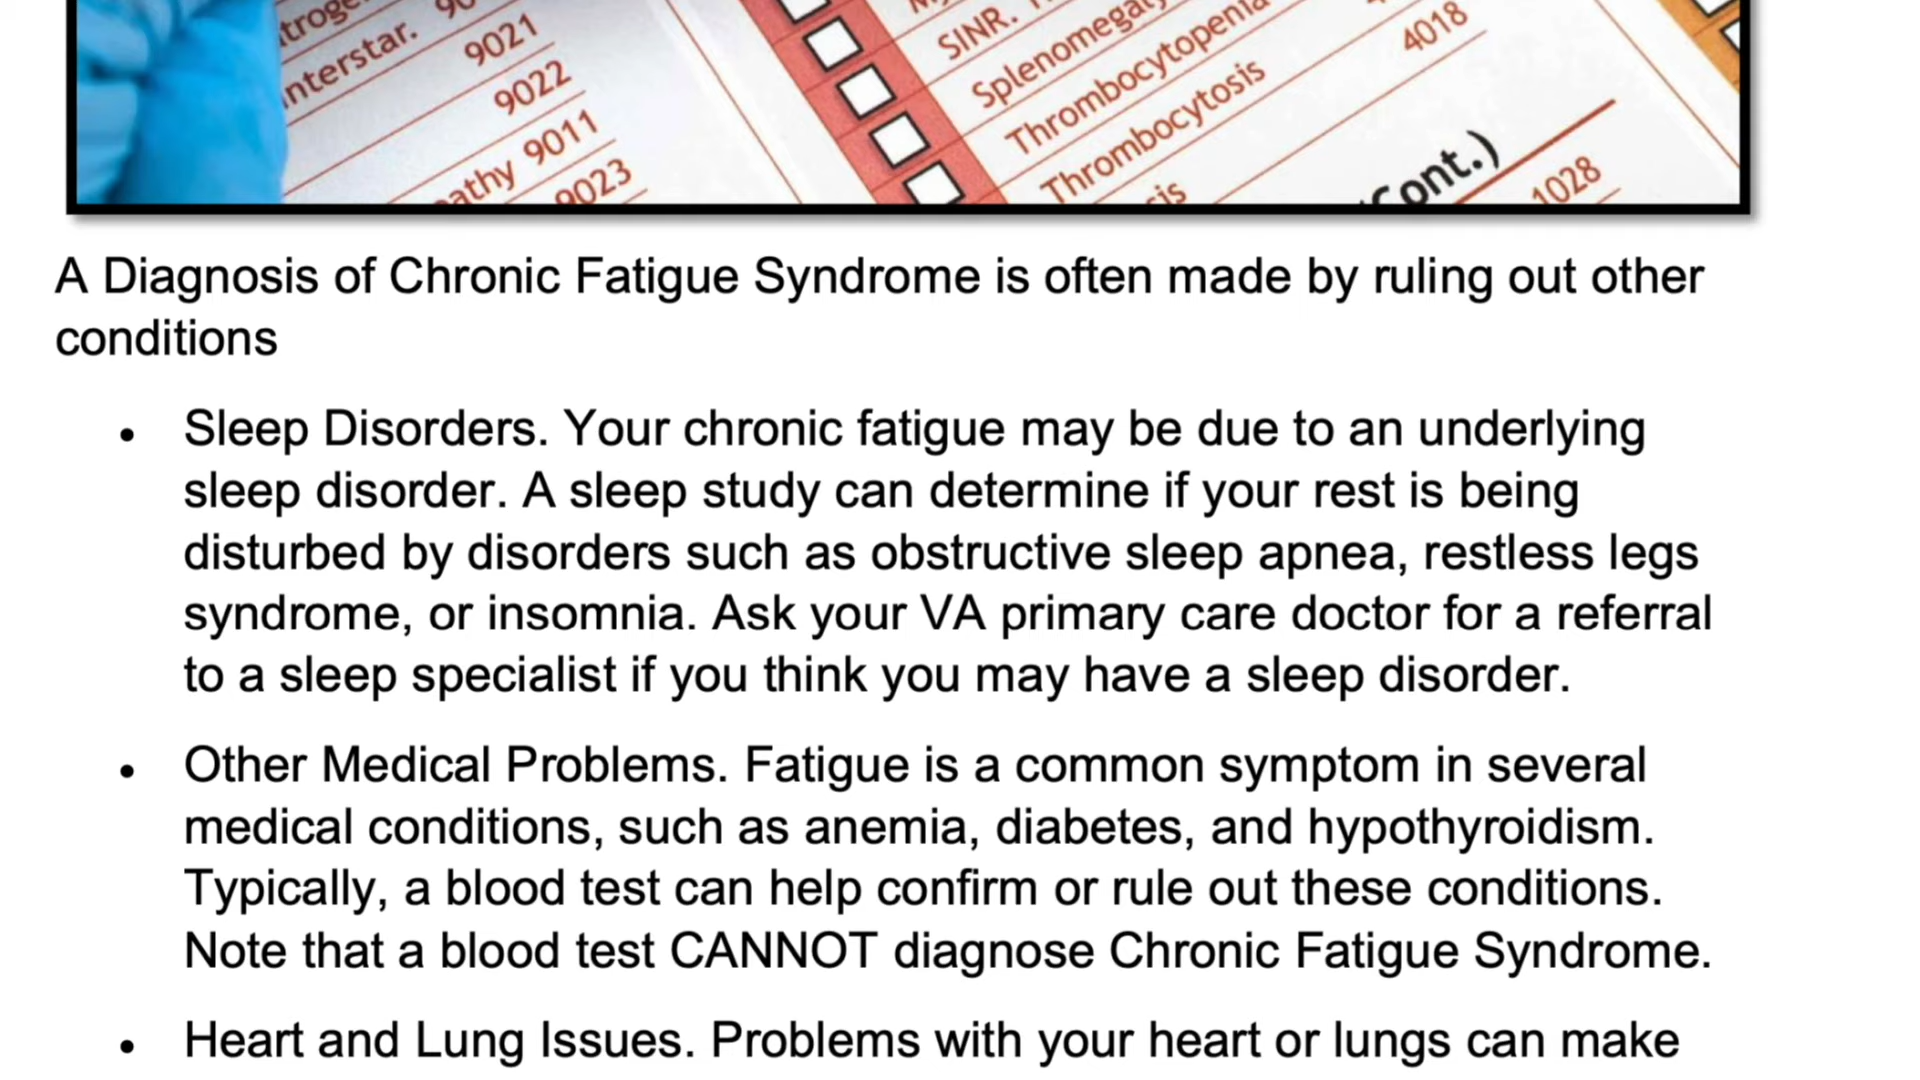 9021
9022
9011
9023
SINR.
Thrombocytopenia
Thrombocytosis
4018
1028
A Diagnosis of Chronic Fatigue Syndrome is often made by ruling out other
conditions
• Sleep Disorders. Your chronic fatigue may be due to an underlying
sleep disorder. A sleep study can determine if your rest is being
disturbed by disorders such as obstructive sleep apnea, restless legs
syndrome, or insomnia. Ask your VA primary care doctor for a referral
to a sleep specialist if you think you may have a sleep disorder.
• Other Medical Problems. Fatigue is a common symptom in several
medical conditions, such as anemia, diabetes, and hypothyroidism.
Typically, a blood test can help confirm or rule out these conditions.
Note that a blood test CANNOT diagnose Chronic Fatigue Syndrome.
• Heart and Lung Issues. Problems with your heart or lungs can make